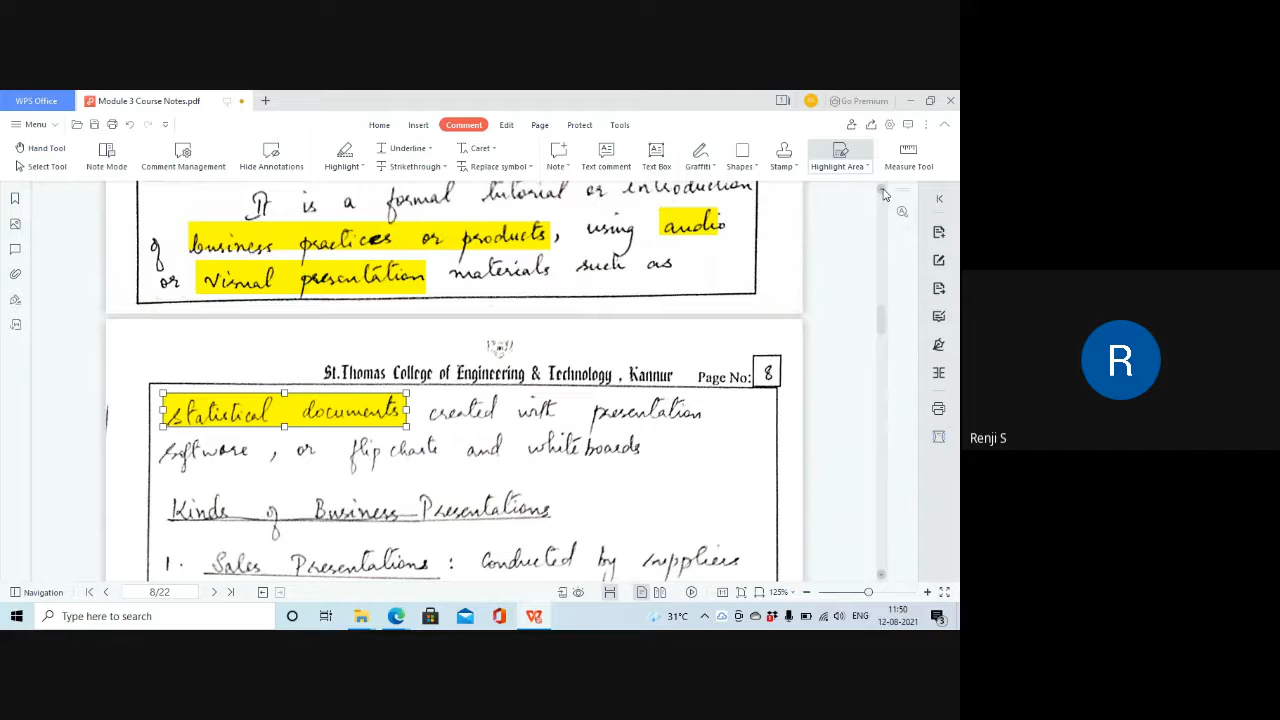 WPS Office
Module 3 Course Notes.pdf
Go Premium
Menu
Home Insert Comment Edit Page Protect Tools
Hand Tool
Select Tool
Note Mode
Comment Management
Hide Annotations
Highlight
Underline
Strikethrough
Caret
Replace symbol
Note
Text comment
Text Box
Graffiti
Shapes
Stamp
Highlight Area
Measure Tool
It is a formal tutorial or introduction
of business practices or products, using audio
or visual presentation materials such as
St.Thomas College of Engineering & Technology , Kannur Page No: 8
statistical documents created with presentation
software, or flip charts and whiteboards
Kinds of Business Presentations
1. Sales Presentations : Conducted by suppliers
R
Renji S
Navigation
8/22
125%
Type here to search
31°C
ENG
11:50
12-08-2021
3